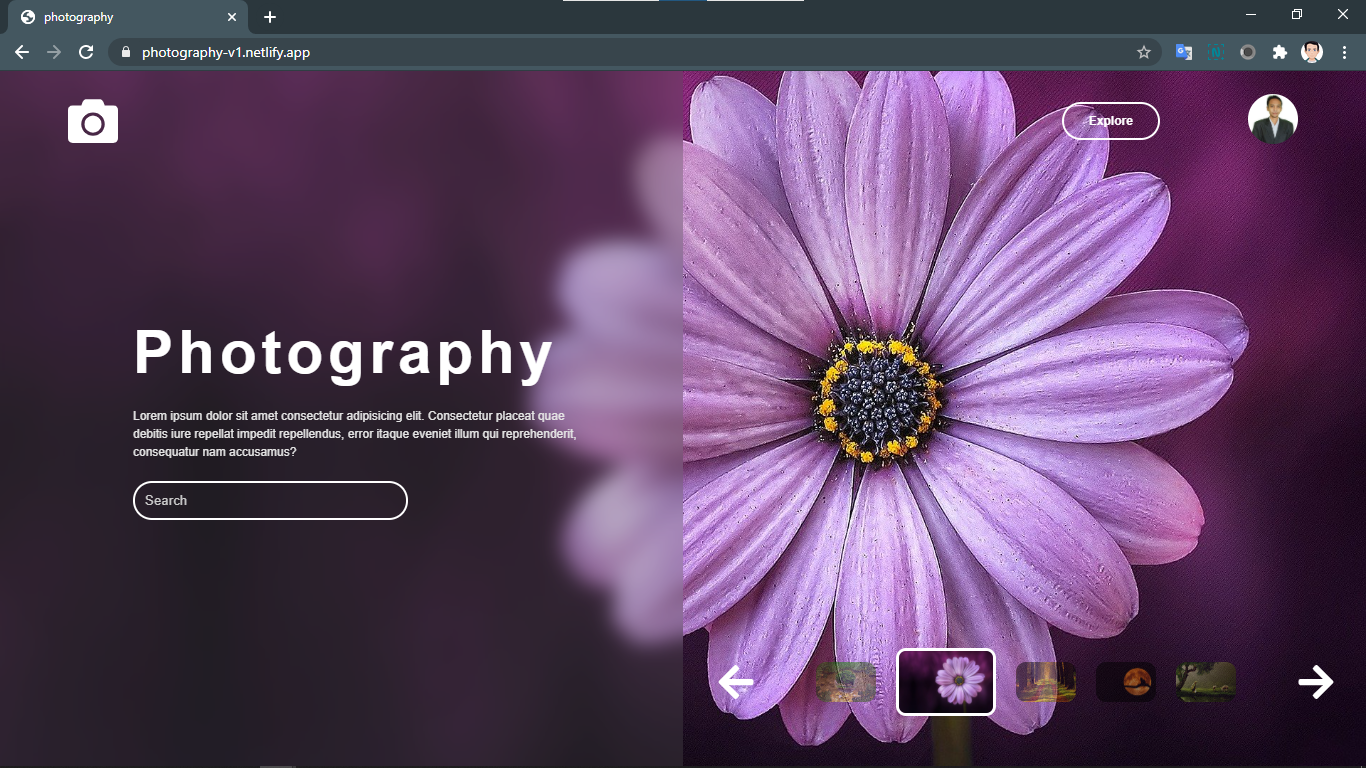 photography
photography-v1.netlify.app
Explore
Photography
Lorem ipsum dolor sit amet consectetur adipisicing elit. Consectetur placeat quae
debitis iure repellat impedit repellendus, error itaque eveniet illum qui reprehenderit,
consequatur nam accusamus?
Search